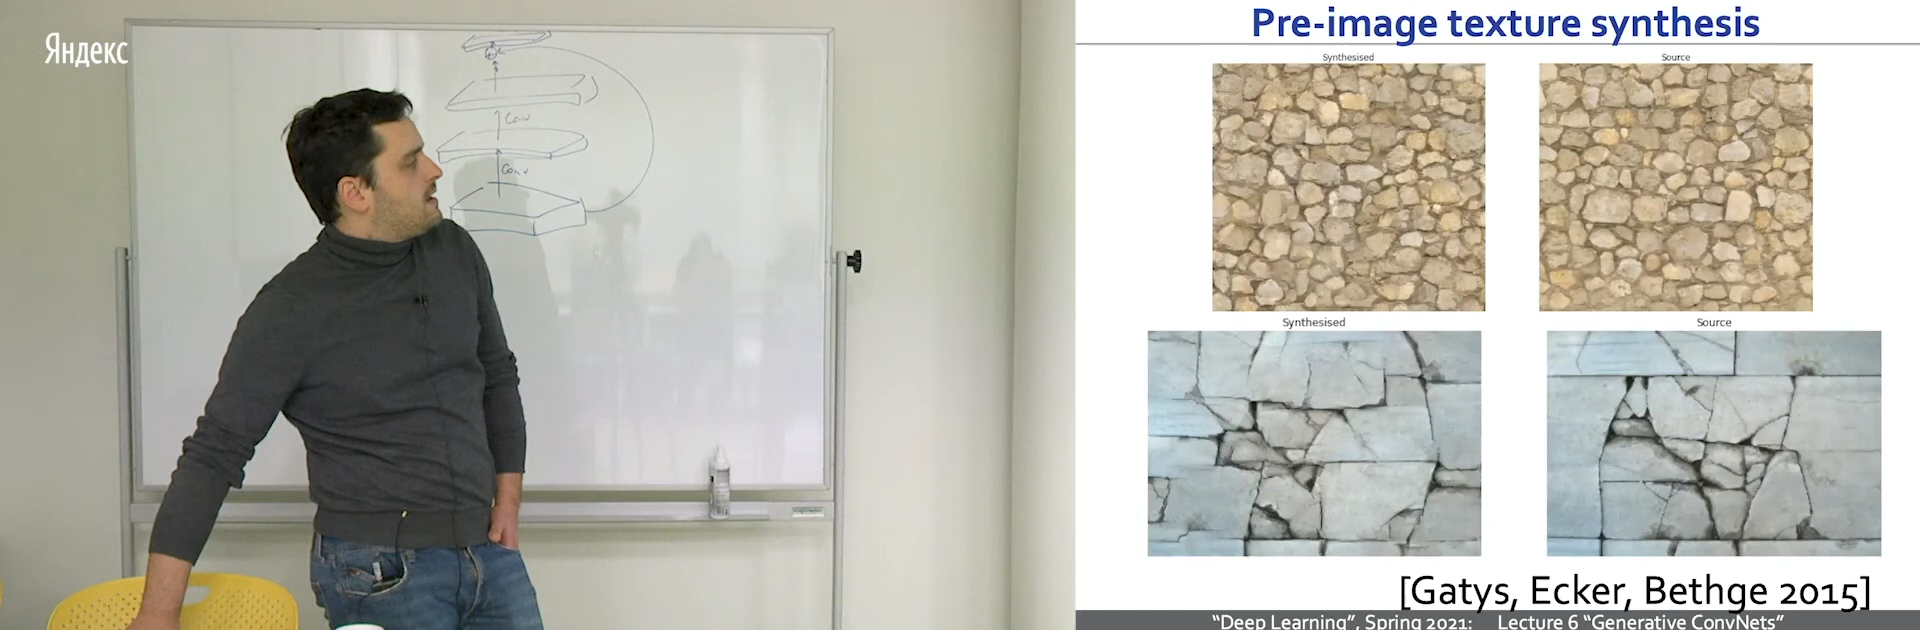 Яндекс
Conv
Conv
Pre-image texture synthesis
Synthesised
Source
Synthesised
Source
[Gatys, Ecker, Bethge 2015]
"Deep Learning", Spring 2021: Lecture 6 "Generative ConvNets"